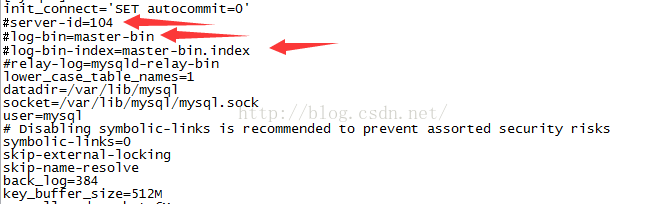 init_connect='SET autocommit=0'
#server-id=104
#log-bin=master-bin
#log-bin-index=master-bin.index
#relay-log=mysqld-relay-bin
lower_case_table_names=1
datadir=/var/lib/mysql
socket=/var/lib/mysql/mysql.sock
user=mysql
http://blog.csdn.net/
# Disabling symbolic-links is recommended to prevent assorted security risks
symbolic-links=0
skip-external-locking
skip-name-resolve
back_log=384
key_buffer_size=512M